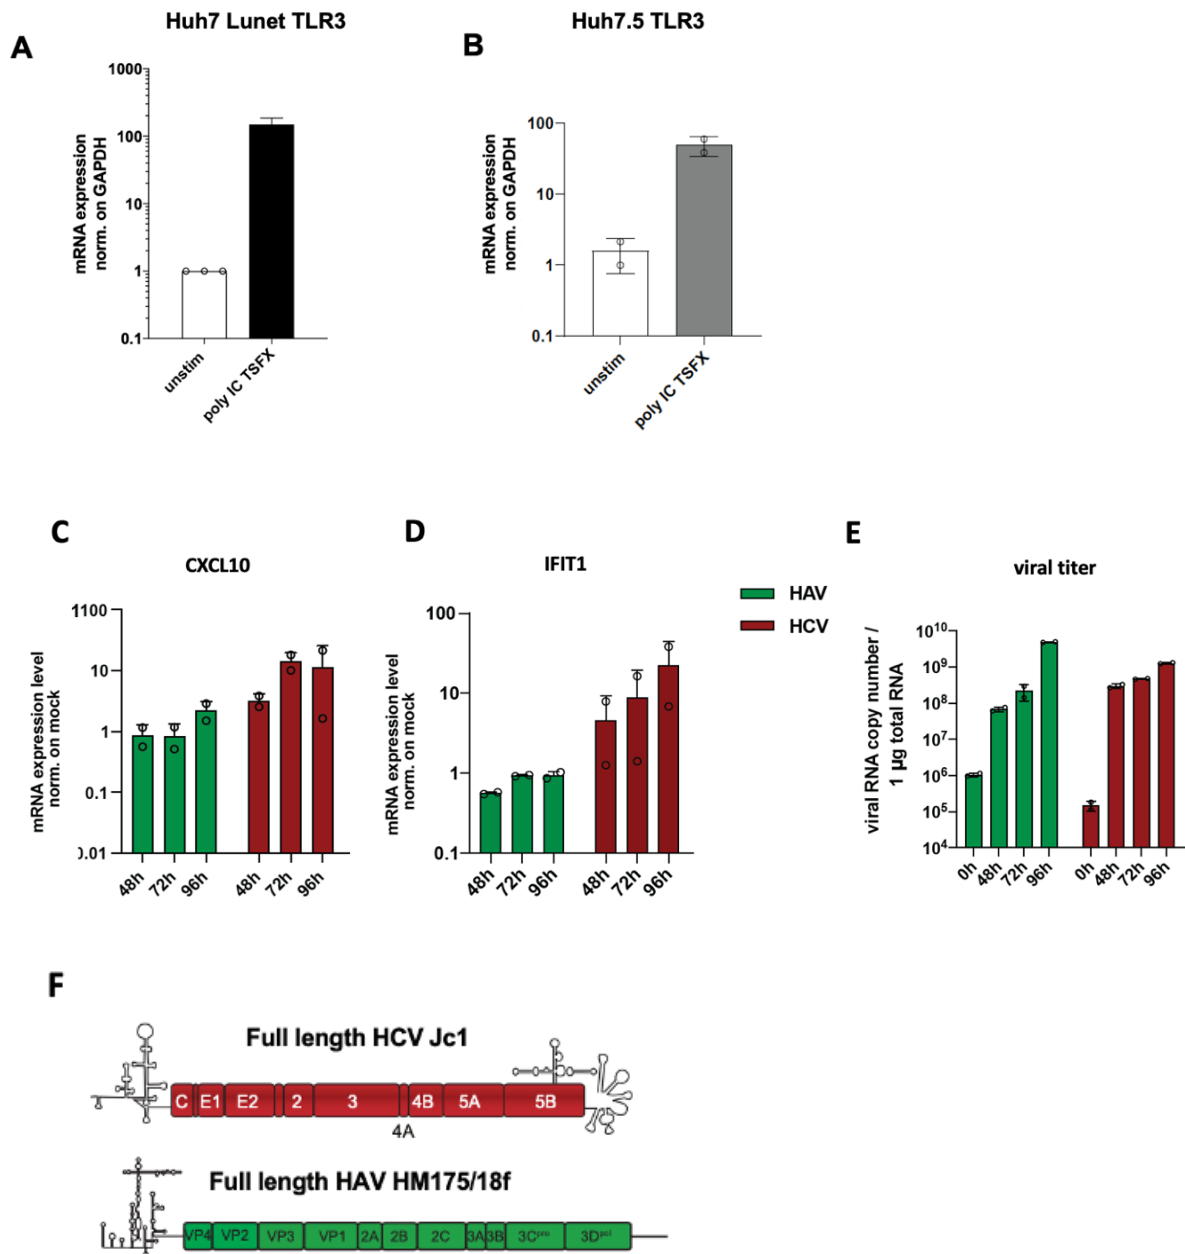 Huh7 Lunet TLR3
Huh7.5 TLR3
A
B
mRNA expression
norm. on GAPDH
1000
100
10
1
0.1
unstim
poly IC TSFX
mRNA expression
norm. on GAPDH
100
10
1
0.1
unstim
poly IC TSFX
C
CXCL10
mRNA expression level
norm. on mock
1100
10
1
0.1
0.01
48h
72h
96h
48h
72h
96h
D
IFIT1
mRNA expression level
norm. on mock
100
10
1
0.1
48h
72h
96h
48h
72h
96h
HAV
HCV
E
viral titer
viral RNA copy number /
1 µg total RNA
10¹⁰
10⁹
10⁸
10⁷
10⁶
10⁵
10⁴
0h
48h
72h
96h
0h
48h
72h
96h
F
Full length HCV Jc1
C E1 E2 2 3 4B 5A 5B
4A
Full length HAV HM175/18f
VP4 VP2 VP3 VP1 2A 2B 2C 3A 3B 3Cᵖʳᵒ 3Dᵖᵒˡ